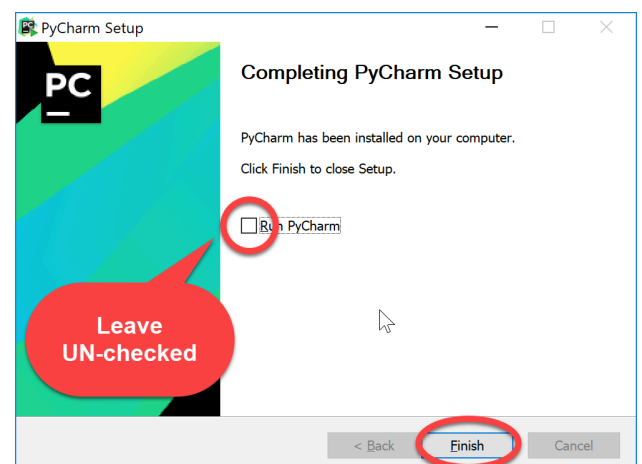 PC PyCharm Setup
PC
Completing PyCharm Setup
PyCharm has been installed on your computer.
Click Finish to close Setup.
Run PyCharm
Leave
UN-checked
< Back Finish Cancel